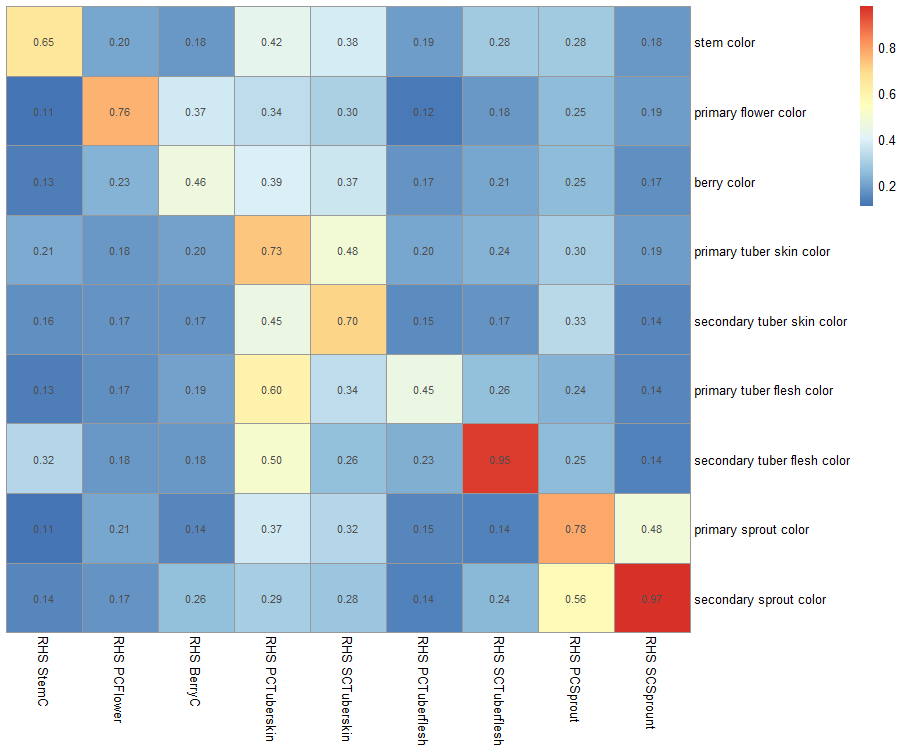 0.65 0.20 0.18 0.42 0.38 0.19 0.28 0.28 0.18 stem color
0.11 0.76 0.37 0.34 0.30 0.12 0.18 0.25 0.19 primary flower color
0.13 0.23 0.46 0.39 0.37 0.17 0.21 0.25 0.17 berry color
0.21 0.18 0.20 0.73 0.48 0.20 0.24 0.30 0.19 primary tuber skin color
0.16 0.17 0.17 0.45 0.70 0.15 0.17 0.33 0.14 secondary tuber skin color
0.13 0.17 0.19 0.60 0.34 0.45 0.26 0.24 0.14 primary tuber flesh color
0.32 0.18 0.18 0.50 0.26 0.23 0.95 0.25 0.14 secondary tuber flesh color
0.11 0.21 0.14 0.37 0.32 0.15 0.14 0.78 0.48 primary sprout color
0.14 0.17 0.26 0.29 0.28 0.14 0.24 0.56 0.97 secondary sprout color
RHS StemC
RHS PCFlower
RHS BerryC
RHS PCTuberskin
RHS SCTuberskin
RHS PCTuberflesh
RHS SCTuberflesh
RHS PCSprout
RHS SCSprount
0.8
0.6
0.4
0.2